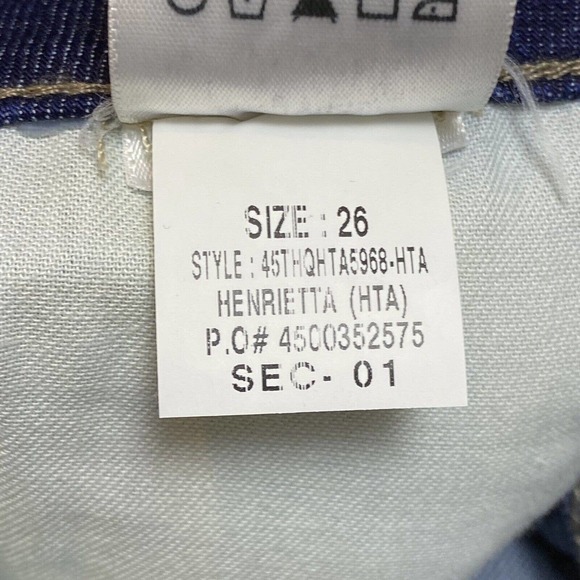 SIZE : 26
STYLE : 45THQHTA5968-HTA
HENRIETTA (HTA)
P.O# 4500352575
SEC- 01